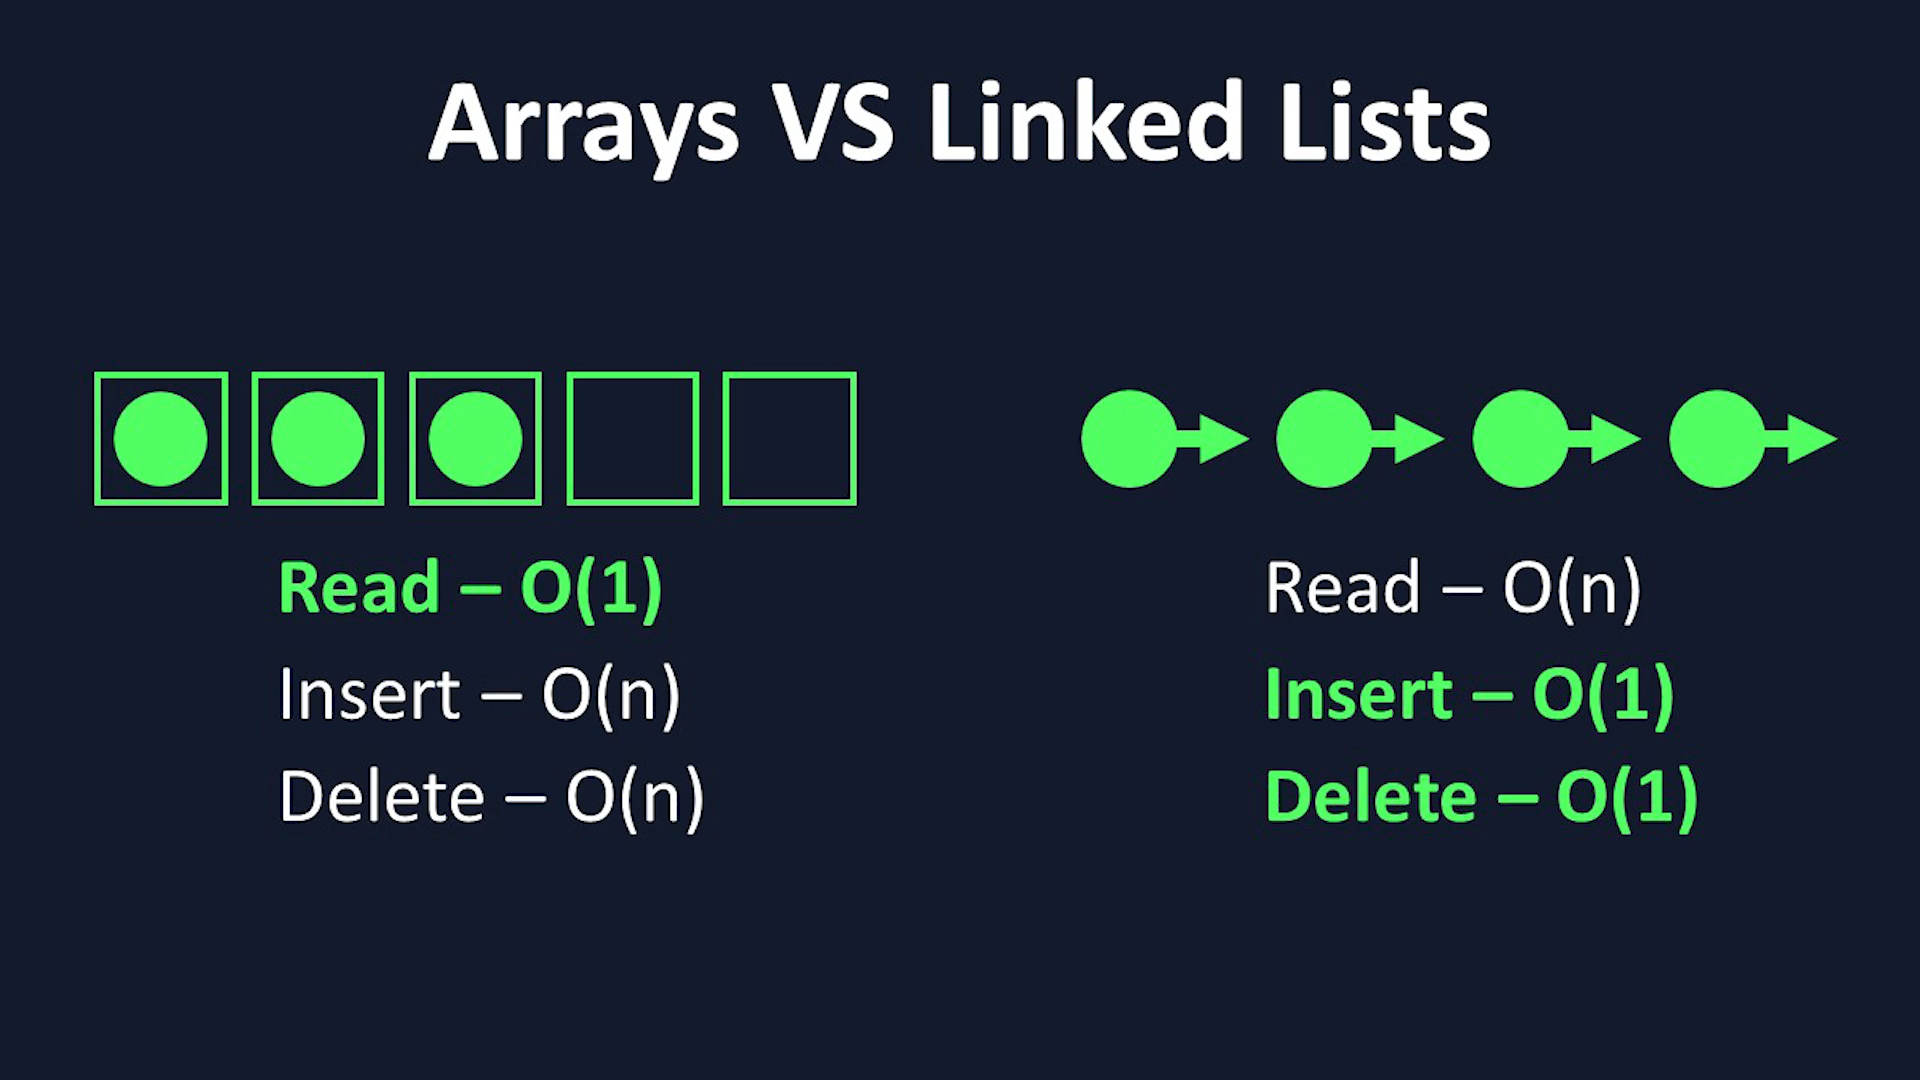 Arrays VS Linked Lists
Read – O(1)
Insert – O(n)
Delete – O(n)
Read – O(n)
Insert – O(1)
Delete – O(1)